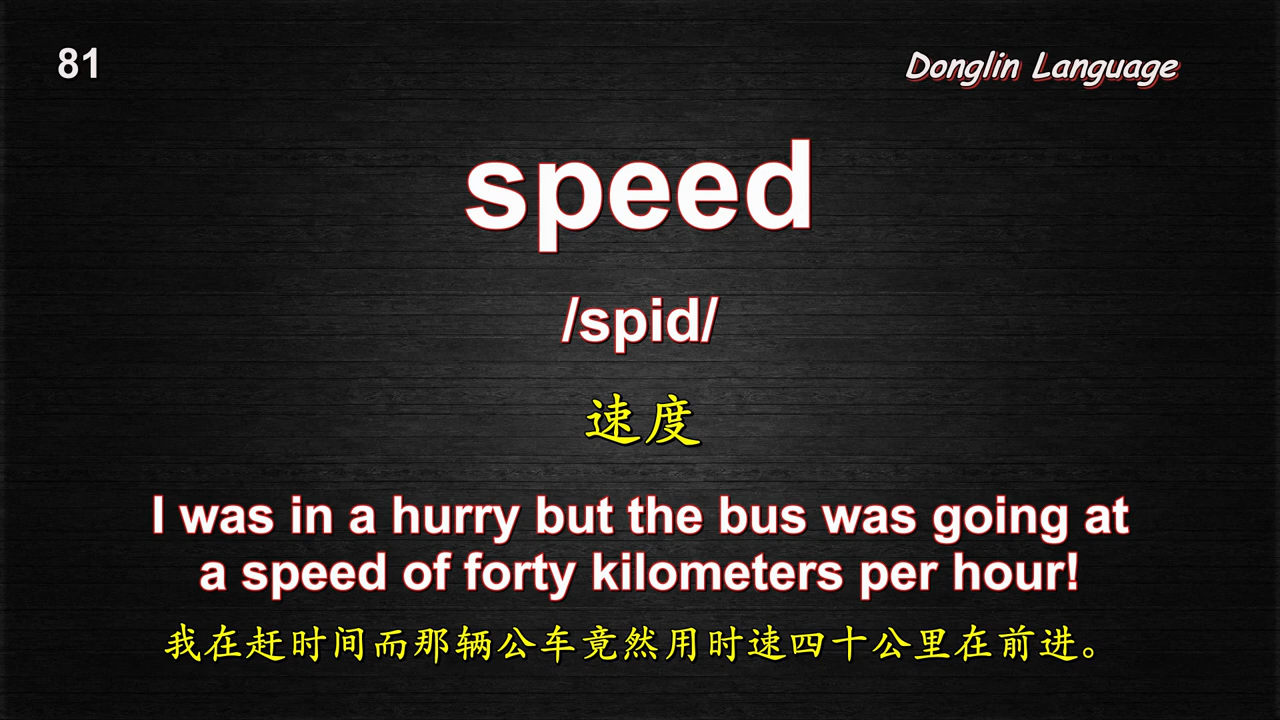 81
Donglin Language
speed
/spid/
速度
I was in a hurry but the bus was going at
a speed of forty kilometers per hour!
我在赶时间而那辆公车竟然用时速四十公里在前进。